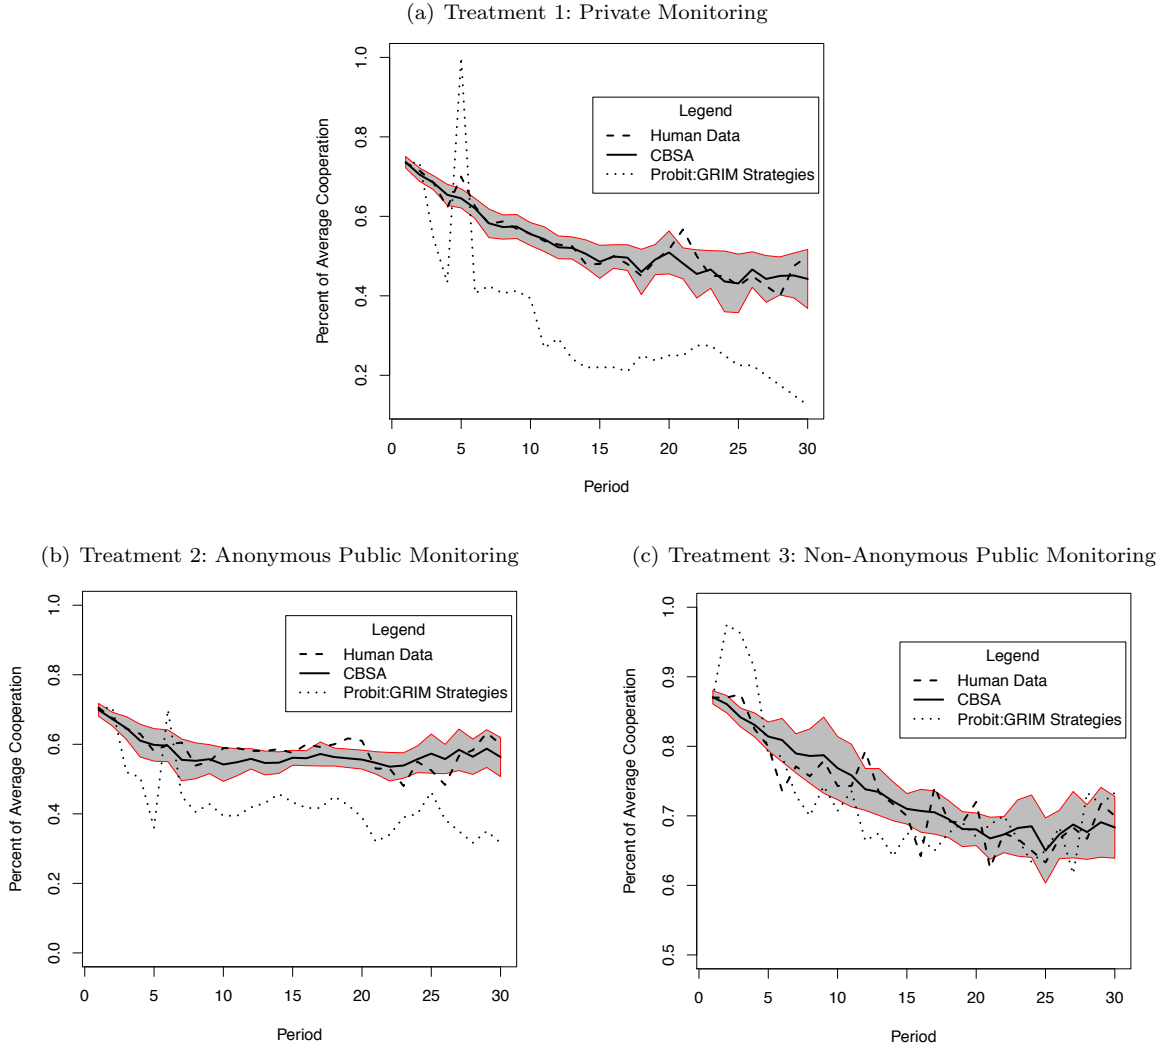 (a) Treatment 1: Private Monitoring
Percent of Average Cooperation
1.0
0.8
0.6
0.4
0.2
Legend
Human Data
CBSA
Probit:GRIM Strategies
0 5 10 15 20 25 30
Period
(b) Treatment 2: Anonymous Public Monitoring
Percent of Average Cooperation
1.0
0.8
0.6
0.4
0.2
0.0
Legend
Human Data
CBSA
Probit:GRIM Strategies
0 5 10 15 20 25 30
Period
(c) Treatment 3: Non-Anonymous Public Monitoring
Percent of Average Cooperation
1.0
0.9
0.8
0.7
0.6
0.5
Legend
Human Data
CBSA
Probit:GRIM Strategies
0 5 10 15 20 25 30
Period